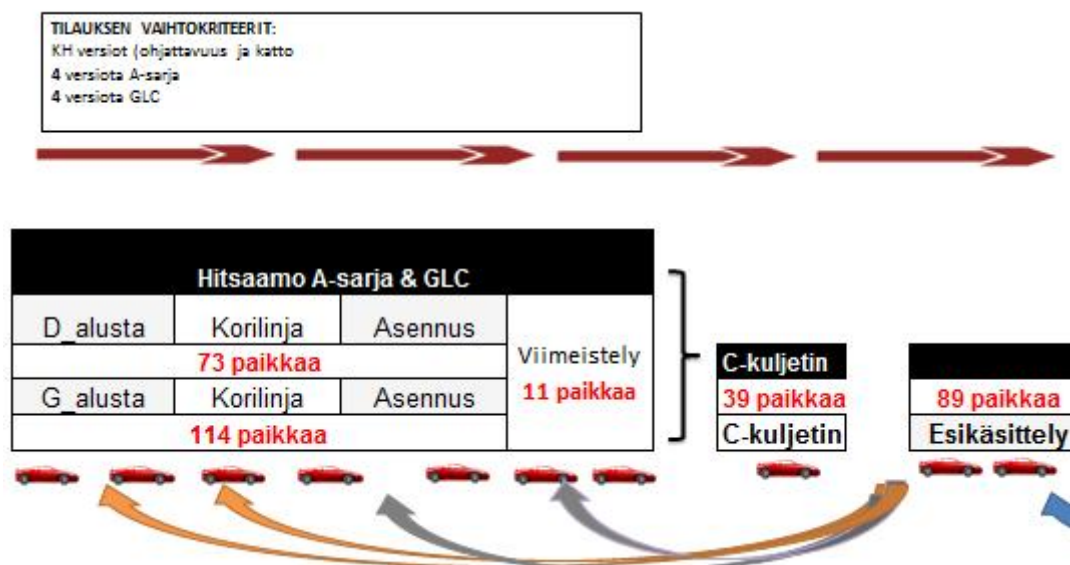 TILAUKSEN VAIHTOKRITEERIT:
KH versiot (ohjattavuus ja katto
4 versiota A-sarja
4 versiota GLC
Hitsaamo A-sarja & GLC
D_alusta Korilinja Asennus
73 paikkaa
G_alusta Korilinja Asennus
114 paikkaa
Viimeistely
11 paikkaa
C-kuljetin
39 paikkaa
C-kuljetin
89 paikkaa
Esikäsittely